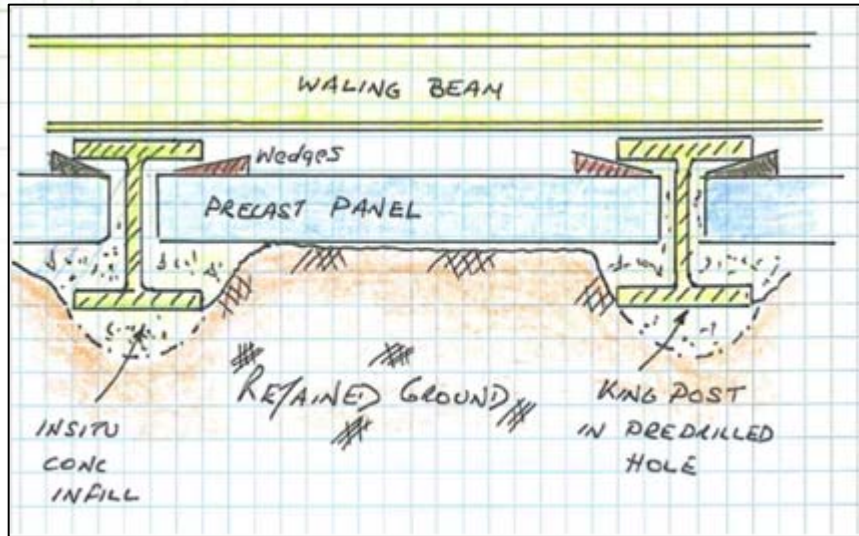 WALING BEAM
Wedges
PRECAST PANEL
RETAINED GROUND
INSITU
CONC
INFILL
KING POST
IN PREDRILLED
HOLE